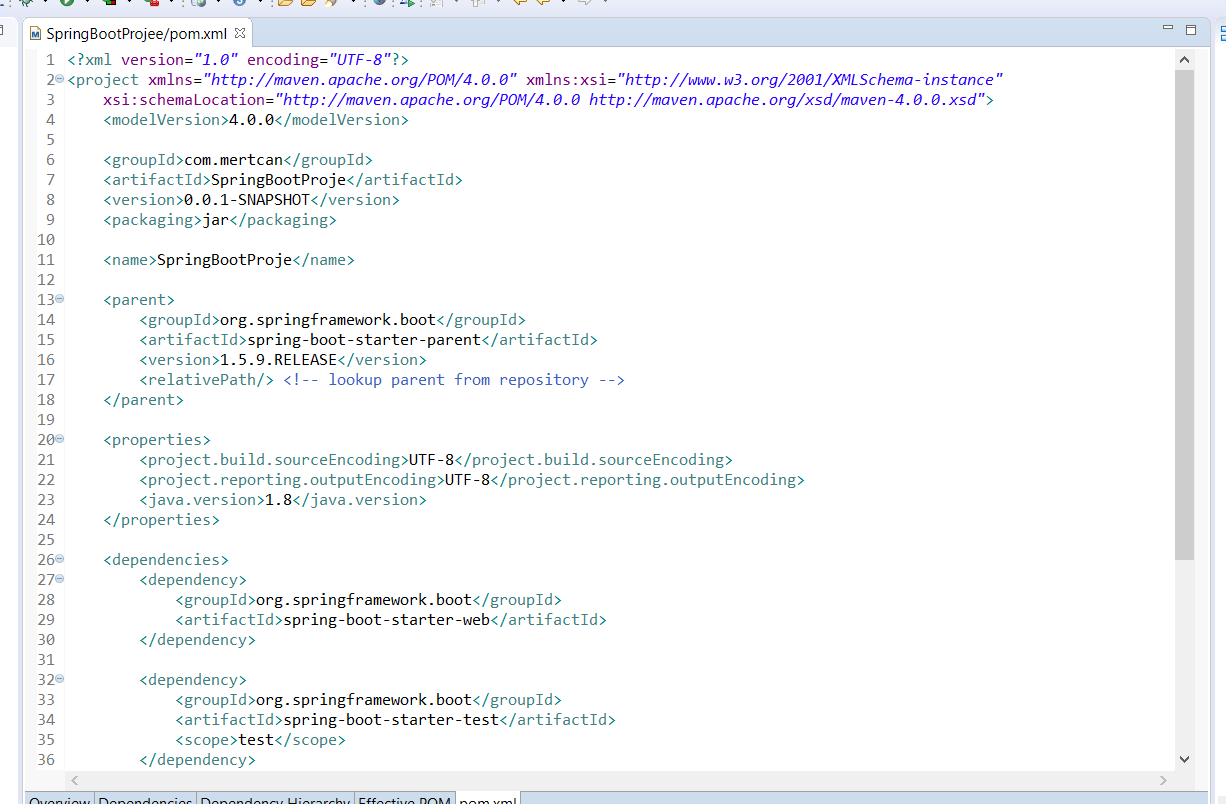 SpringBootProjee/pom.xml
1 <?xml version="1.0" encoding="UTF-8"?>
2 <project xmlns="http://maven.apache.org/POM/4.0.0" xmlns:xsi="http://www.w3.org/2001/XMLSchema-instance"
3 xsi:schemaLocation="http://maven.apache.org/POM/4.0.0 http://maven.apache.org/xsd/maven-4.0.0.xsd">
4 <modelVersion>4.0.0</modelVersion>
5
6 <groupId>com.mertcan</groupId>
7 <artifactId>SpringBootProje</artifactId>
8 <version>0.0.1-SNAPSHOT</version>
9 <packaging>jar</packaging>
10
11 <name>SpringBootProje</name>
12
13 <parent>
14 <groupId>org.springframework.boot</groupId>
15 <artifactId>spring-boot-starter-parent</artifactId>
16 <version>1.5.9.RELEASE</version>
17 <relativePath/> <!-- lookup parent from repository -->
18 </parent>
19
20 <properties>
21 <project.build.sourceEncoding>UTF-8</project.build.sourceEncoding>
22 <project.reporting.outputEncoding>UTF-8</project.reporting.outputEncoding>
23 <java.version>1.8</java.version>
24 </properties>
25
26 <dependencies>
27 <dependency>
28 <groupId>org.springframework.boot</groupId>
29 <artifactId>spring-boot-starter-web</artifactId>
30 </dependency>
31
32 <dependency>
33 <groupId>org.springframework.boot</groupId>
34 <artifactId>spring-boot-starter-test</artifactId>
35 <scope>test</scope>
36 </dependency>
Overview Dependencies Dependency Hierarchy Effective POM pom.xml